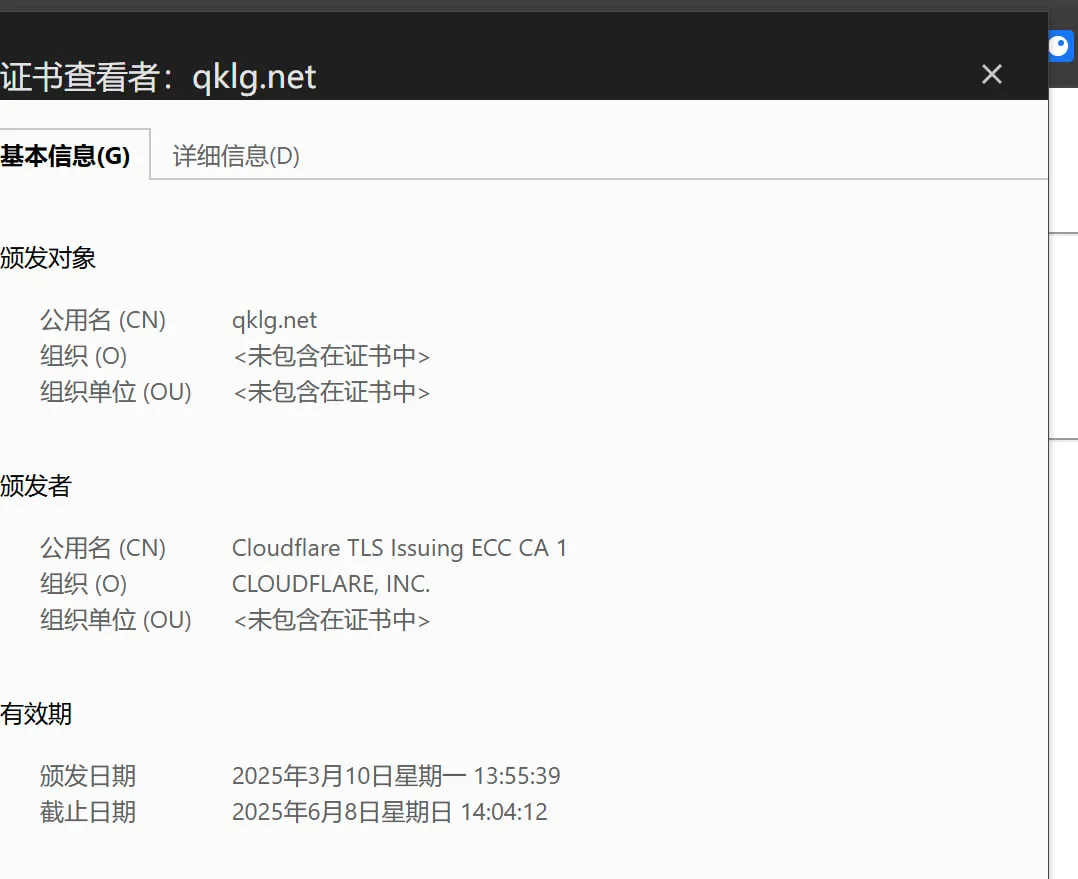 证书查看者：qklg.net
基本信息(G) 详细信息(D)
颁发对象
公用名 (CN) qklg.net
组织 (O) <未包含在证书中>
组织单位 (OU) <未包含在证书中>
颁发者
公用名 (CN) Cloudflare TLS Issuing ECC CA 1
组织 (O) CLOUDFLARE, INC.
组织单位 (OU) <未包含在证书中>
有效期
颁发日期 2025年3月10日星期一 13:55:39
截止日期 2025年6月8日星期日 14:04:12